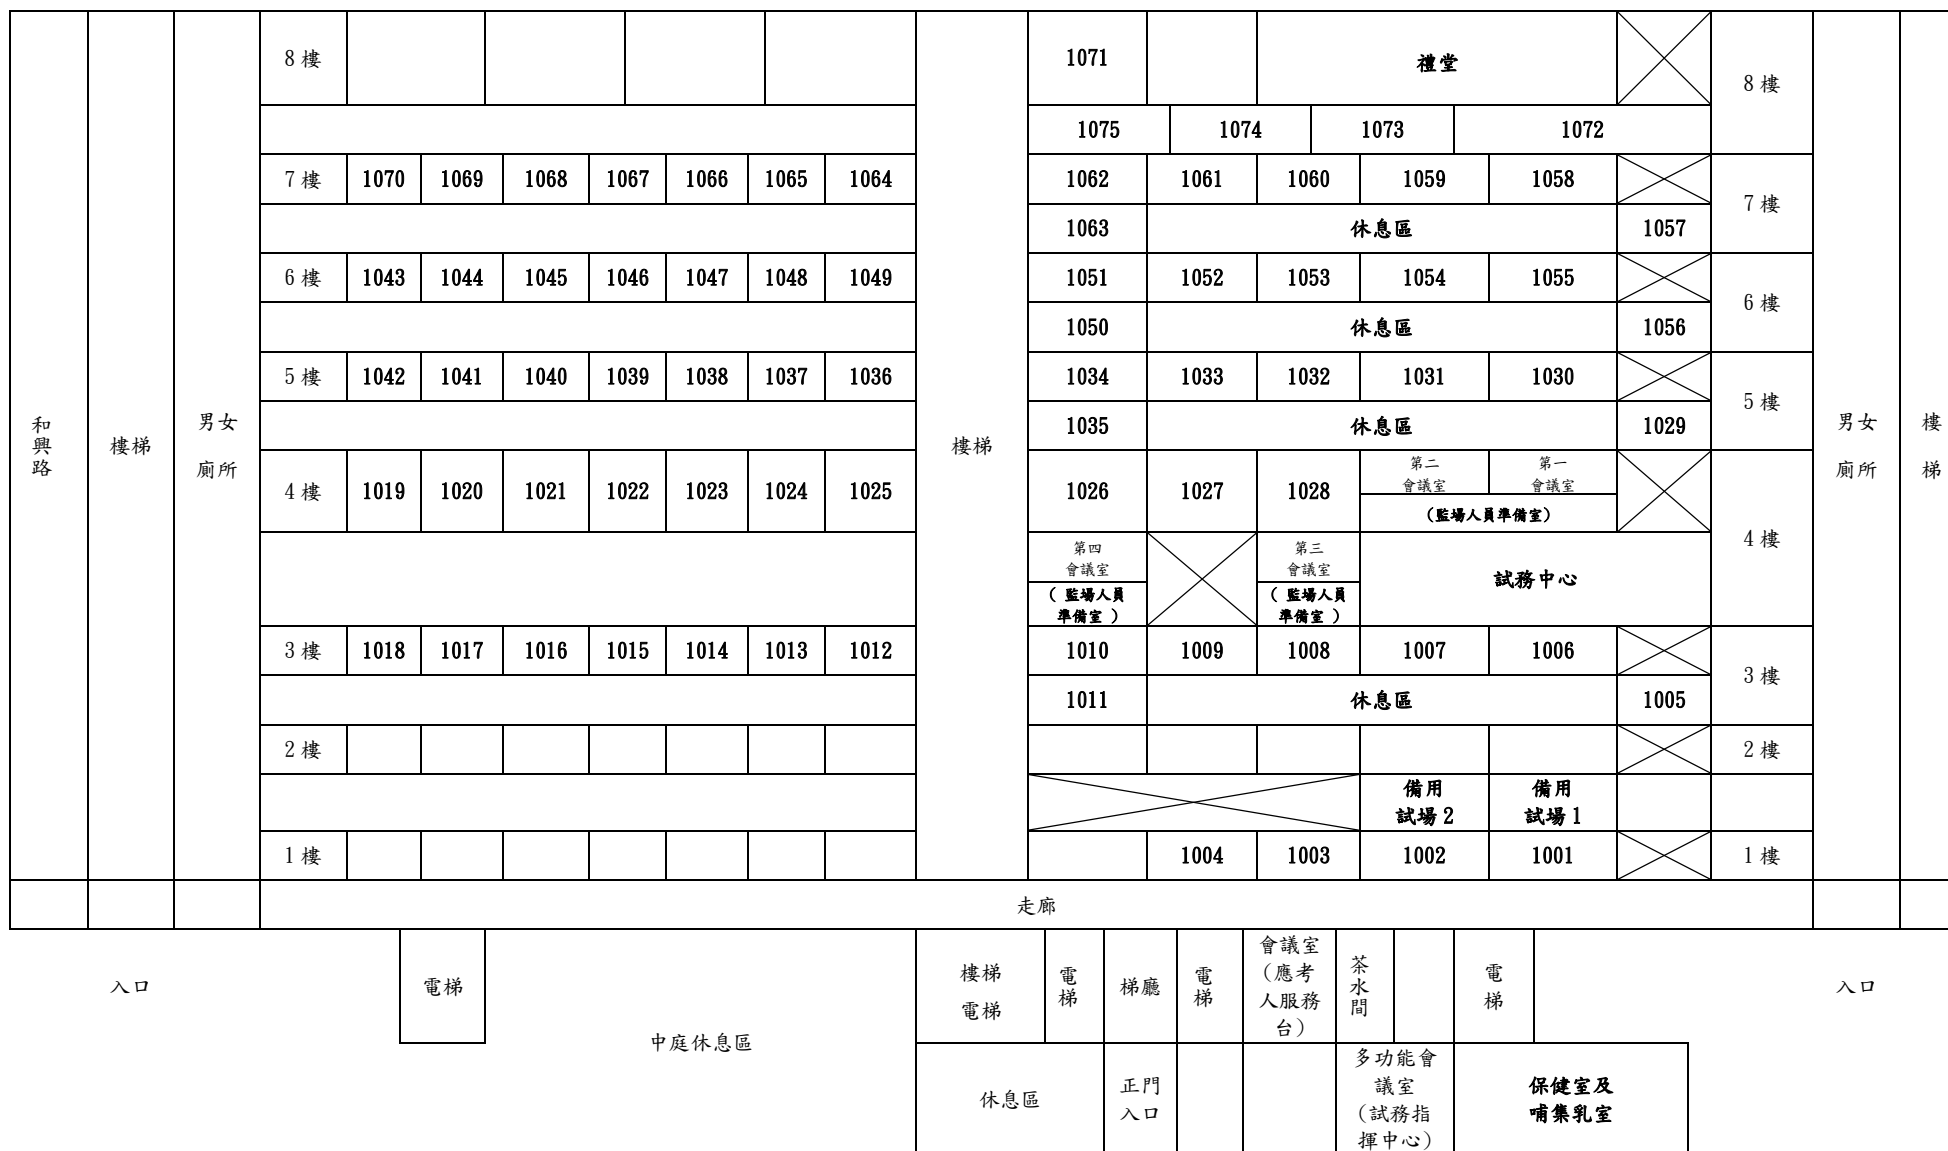 8樓 1071 禮堂 8樓
1075 1074 1073 1072
7樓 1070 1069 1068 1067 1066 1065 1064 1062 1061 1060 1059 1058 7樓
1063 休息區 1057
6樓 1043 1044 1045 1046 1047 1048 1049 1051 1052 1053 1054 1055 6樓
1050 休息區 1056
5樓 1042 1041 1040 1039 1038 1037 1036 1034 1033 1032 1031 1030 5樓
1035 休息區 1029
和興路
樓梯
男女
廁所
樓梯
男女
廁所
樓梯
4樓 1019 1020 1021 1022 1023 1024 1025 1026 1027 1028
第二
會議室
第一
會議室
(監場人員準備室)
4樓
第四
會議室
( 監場人員
準備室 )
第三
會議室
( 監場人員
準備室 )
試務中心
3樓 1018 1017 1016 1015 1014 1013 1012 1010 1009 1008 1007 1006 3樓
1011 休息區 1005
2樓 2樓
備用
試場2
備用
試場1
1樓 1004 1003 1002 1001 1樓
走廊
入口
電梯
中庭休息區
樓梯
電梯
電梯
梯廳
電梯
會議室
(應考
人服務
台)
茶水間
電梯
入口
休息區
正門
入口
多功能會
議室
(試務指
揮中心)
保健室及
哺集乳室